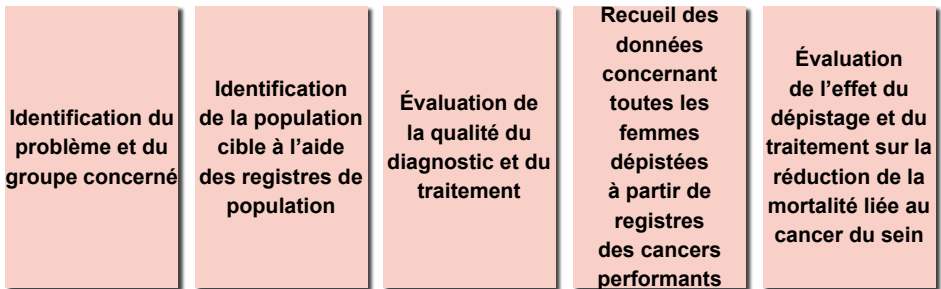 Identification du
problème et du
groupe concerné
Identification
de la population
cible à l’aide
des registres de
population
Évaluation de
la qualité du
diagnostic et du
traitement
Recueil des
données
concernant
toutes les
femmes
dépistées
à partir de
registres
des cancers
performants
Évaluation
de l’effet du
dépistage et du
traitement sur la
réduction de la
mortalité liée au
cancer du sein